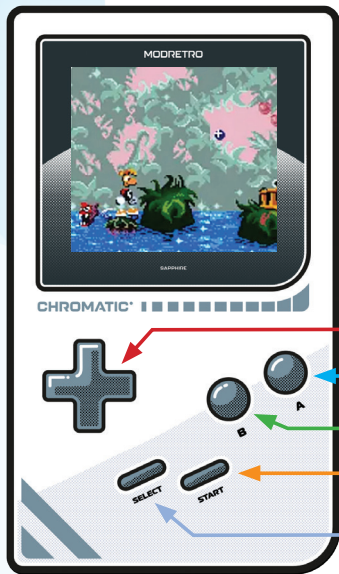 MODRETRO
SAPPHIRE
CHROMATIC®
A
B
SELECT
START